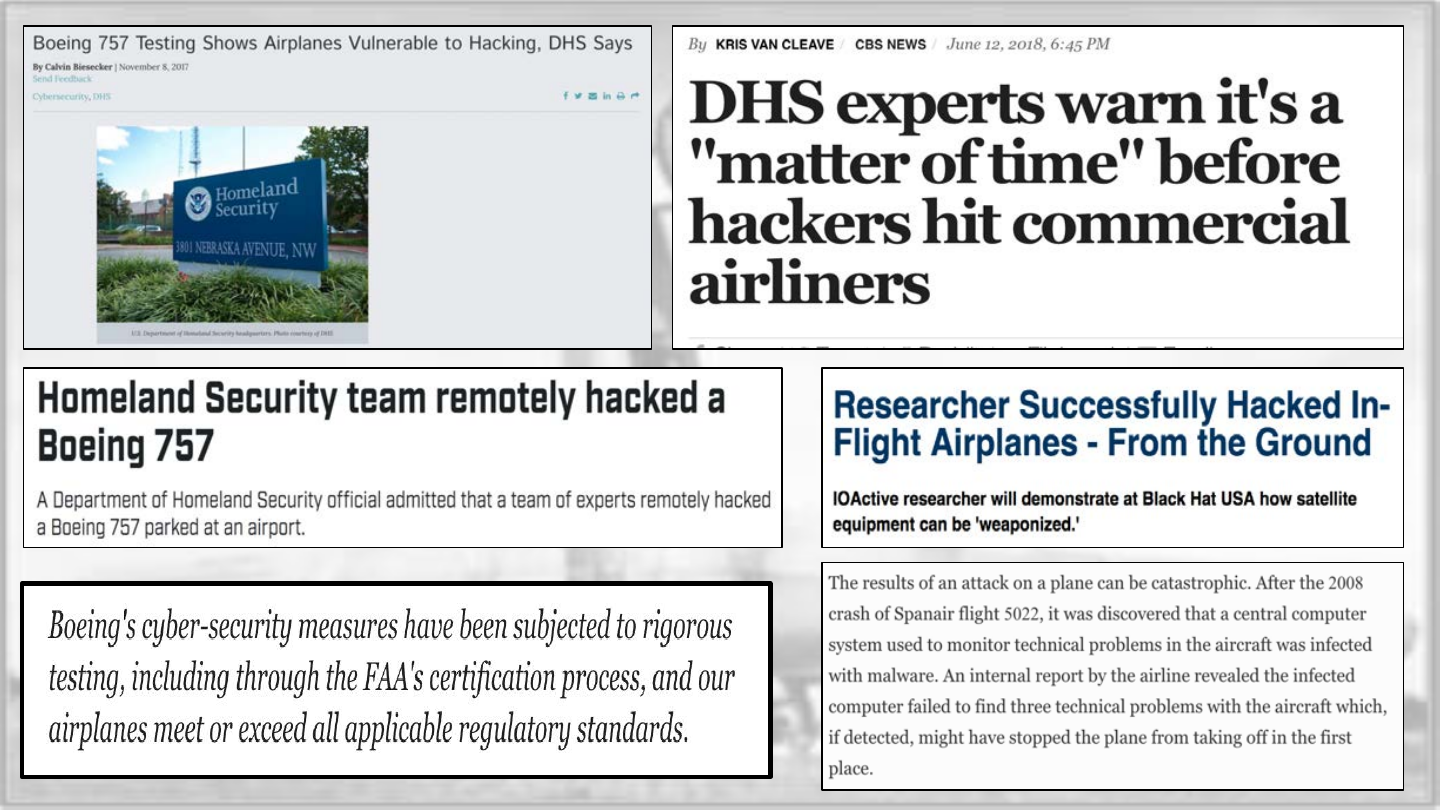 Boeing 757 Testing Shows Airplanes Vulnerable to Hacking, DHS Says
By Calvin Biesecker | November 8, 2017
Send Feedback
Cybersecurity, DHS
Homeland
Security
3801 NEBRASKA AVENUE, NW
U.S. Department of Homeland Security headquarters. Photo courtesy of DHS
By KRIS VAN CLEAVE / CBS NEWS / June 12, 2018, 6:45 PM
DHS experts warn it's a
"matter of time" before
hackers hit commercial
airliners
Homeland Security team remotely hacked a
Boeing 757
A Department of Homeland Security official admitted that a team of experts remotely hacked
a Boeing 757 parked at an airport.
Researcher Successfully Hacked In-
Flight Airplanes - From the Ground
IOActive researcher will demonstrate at Black Hat USA how satellite
equipment can be 'weaponized.'
Boeing's cyber-security measures have been subjected to rigorous
testing, including through the FAA's certification process, and our
airplanes meet or exceed all applicable regulatory standards.
The results of an attack on a plane can be catastrophic. After the 2008
crash of Spanair flight 5022, it was discovered that a central computer
system used to monitor technical problems in the aircraft was infected
with malware. An internal report by the airline revealed the infected
computer failed to find three technical problems with the aircraft which,
if detected, might have stopped the plane from taking off in the first
place.